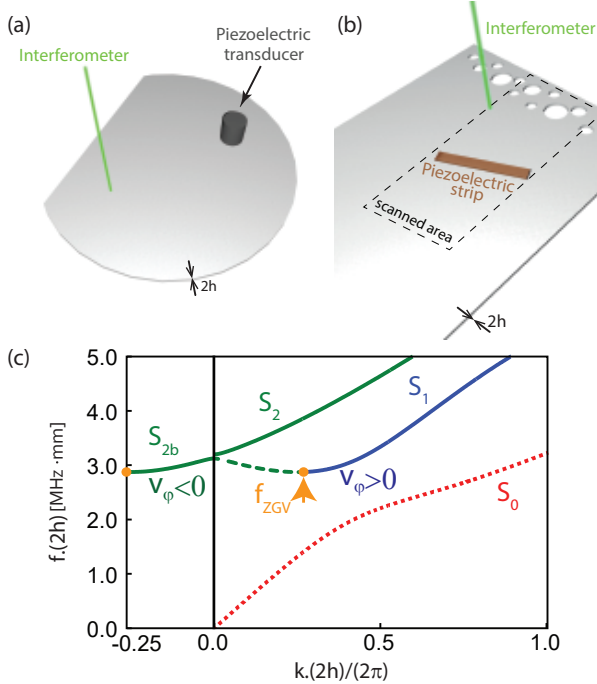 (a)
Piezoelectric
transducer
Interferometer
2h
(b)
Interferometer
Piezoelectric
strip
scanned area
2h
(c)
f.(2h) [MHz·mm]
5.0
4.0
3.0
2.0
1.0
0.0
S2b
vφ<0
S2
S1
fZGV
vφ>0
S0
-0.25
0.0
0.5
1.0
k.(2h)/(2π)